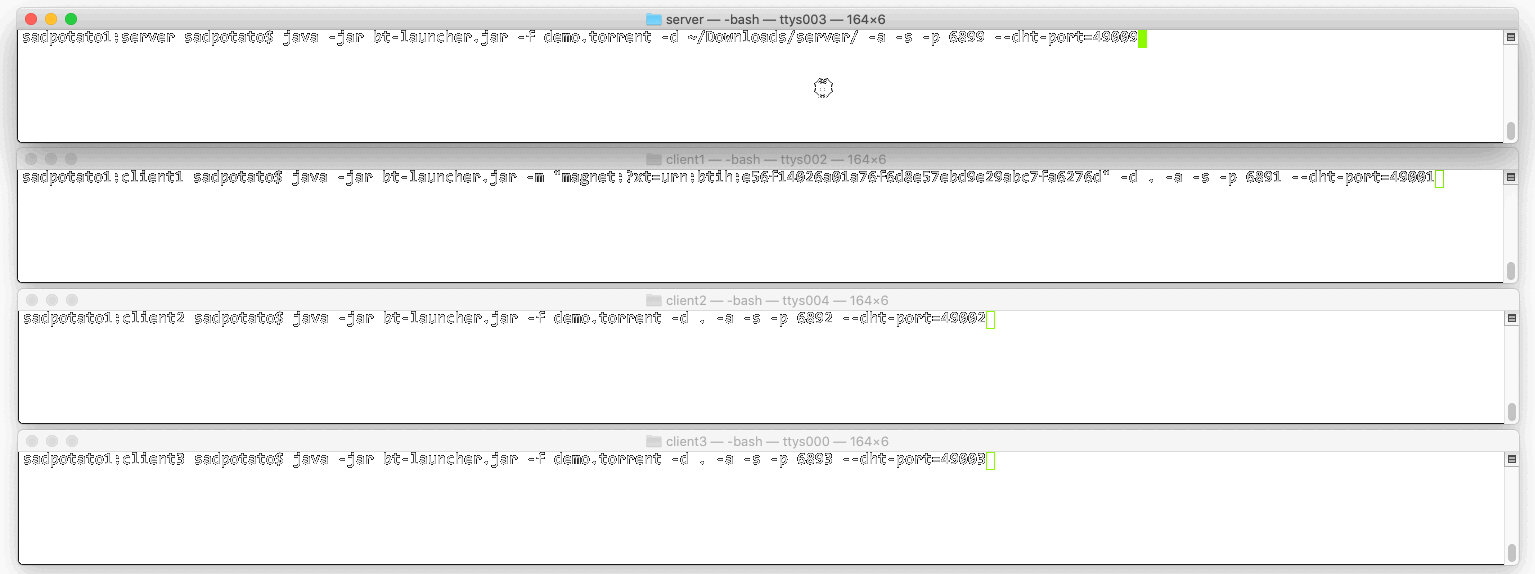 server — -bash — ttys003 — 164×6
sadpotato1:server sadpotato$ java -jar bt-launcher.jar -f demo.torrent -d ~/Downloads/server/ -a -s -p 6899 --dht-port=49009
client1 — -bash — ttys002 — 164×6
sadpotato1:client1 sadpotato$ java -jar bt-launcher.jar -m "magnet:?xt=urn:btih:e56f14026a01a76f6d8e57ebd9e29abc7fa6276d" -d . -a -s -p 6891 --dht-port=49001
client2 — -bash — ttys004 — 164×6
sadpotato1:client2 sadpotato$ java -jar bt-launcher.jar -f demo.torrent -d . -a -s -p 6892 --dht-port=49002
client3 — -bash — ttys000 — 164×6
sadpotato1:client3 sadpotato$ java -jar bt-launcher.jar -f demo.torrent -d . -a -s -p 6893 --dht-port=49003